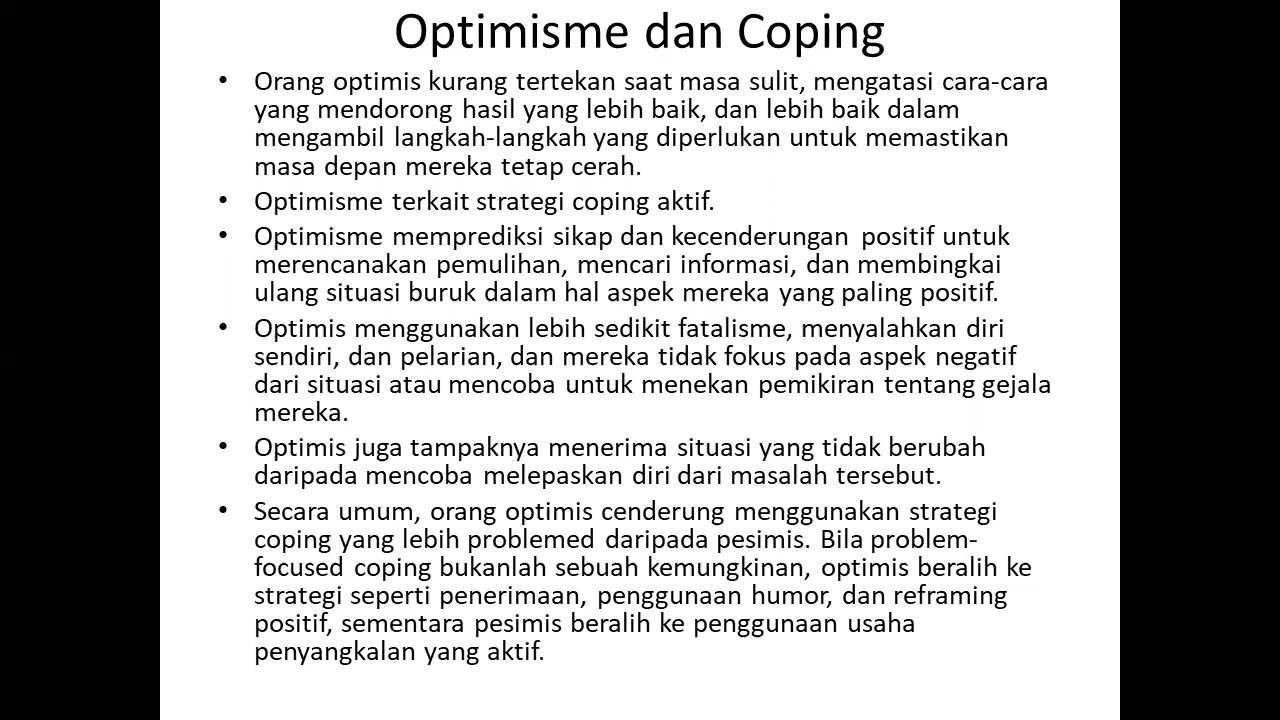 Optimisme dan Coping
• Orang optimis kurang tertekan saat masa sulit, mengatasi cara-cara
yang mendorong hasil yang lebih baik, dan lebih baik dalam
mengambil langkah-langkah yang diperlukan untuk memastikan
masa depan mereka tetap cerah.
• Optimisme terkait strategi coping aktif.
• Optimisme memprediksi sikap dan kecenderungan positif untuk
merencanakan pemulihan, mencari informasi, dan membingkai
ulang situasi buruk dalam hal aspek mereka yang paling positif.
• Optimis menggunakan lebih sedikit fatalisme, menyalahkan diri
sendiri, dan pelarian, dan mereka tidak fokus pada aspek negatif
dari situasi atau mencoba untuk menekan pemikiran tentang gejala
mereka.
• Optimis juga tampaknya menerima situasi yang tidak berubah
daripada mencoba melepaskan diri dari masalah tersebut.
• Secara umum, orang optimis cenderung menggunakan strategi
coping yang lebih problemed daripada pesimis. Bila problem-
focused coping bukanlah sebuah kemungkinan, optimis beralih ke
strategi seperti penerimaan, penggunaan humor, dan reframing
positif, sementara pesimis beralih ke penggunaan usaha
penyangkalan yang aktif.